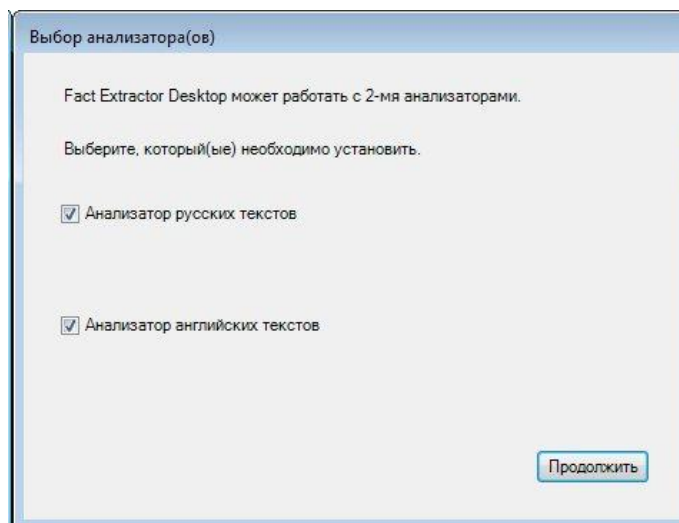 Выбор анализатора(ов)
Fact Extractor Desktop может работать с 2-мя анализаторами.
Выберите, который(ые) необходимо установить.
Анализатор русских текстов
Анализатор английских текстов
Продолжить